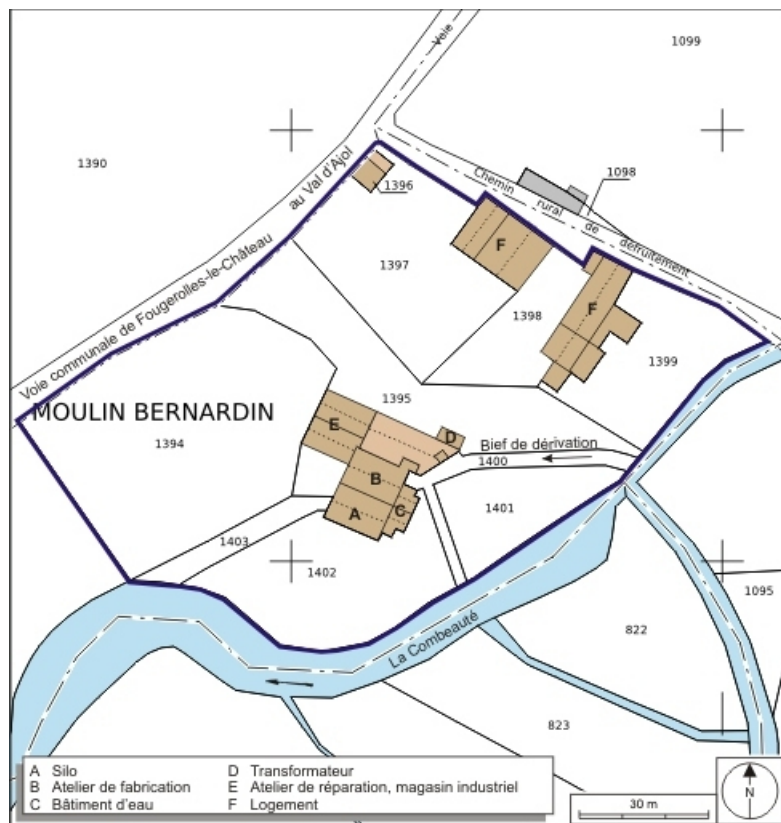 Voie
1099
1390
1098
Chemin rural de défruitement
1396
Voie communale de Fougerolles-le-Château au Val d'Ajol
F
1397
1398
F
1399
1395
MOULIN BERNARDIN
1394
E
D
Bief de dérivation
1400
B
A
C
1401
1403
1402
1095
822
La Combeauté
823
A Silo
B Atelier de fabrication
C Bâtiment d'eau
D Transformateur
E Atelier de réparation, magasin industriel
F Logement
30 m
N